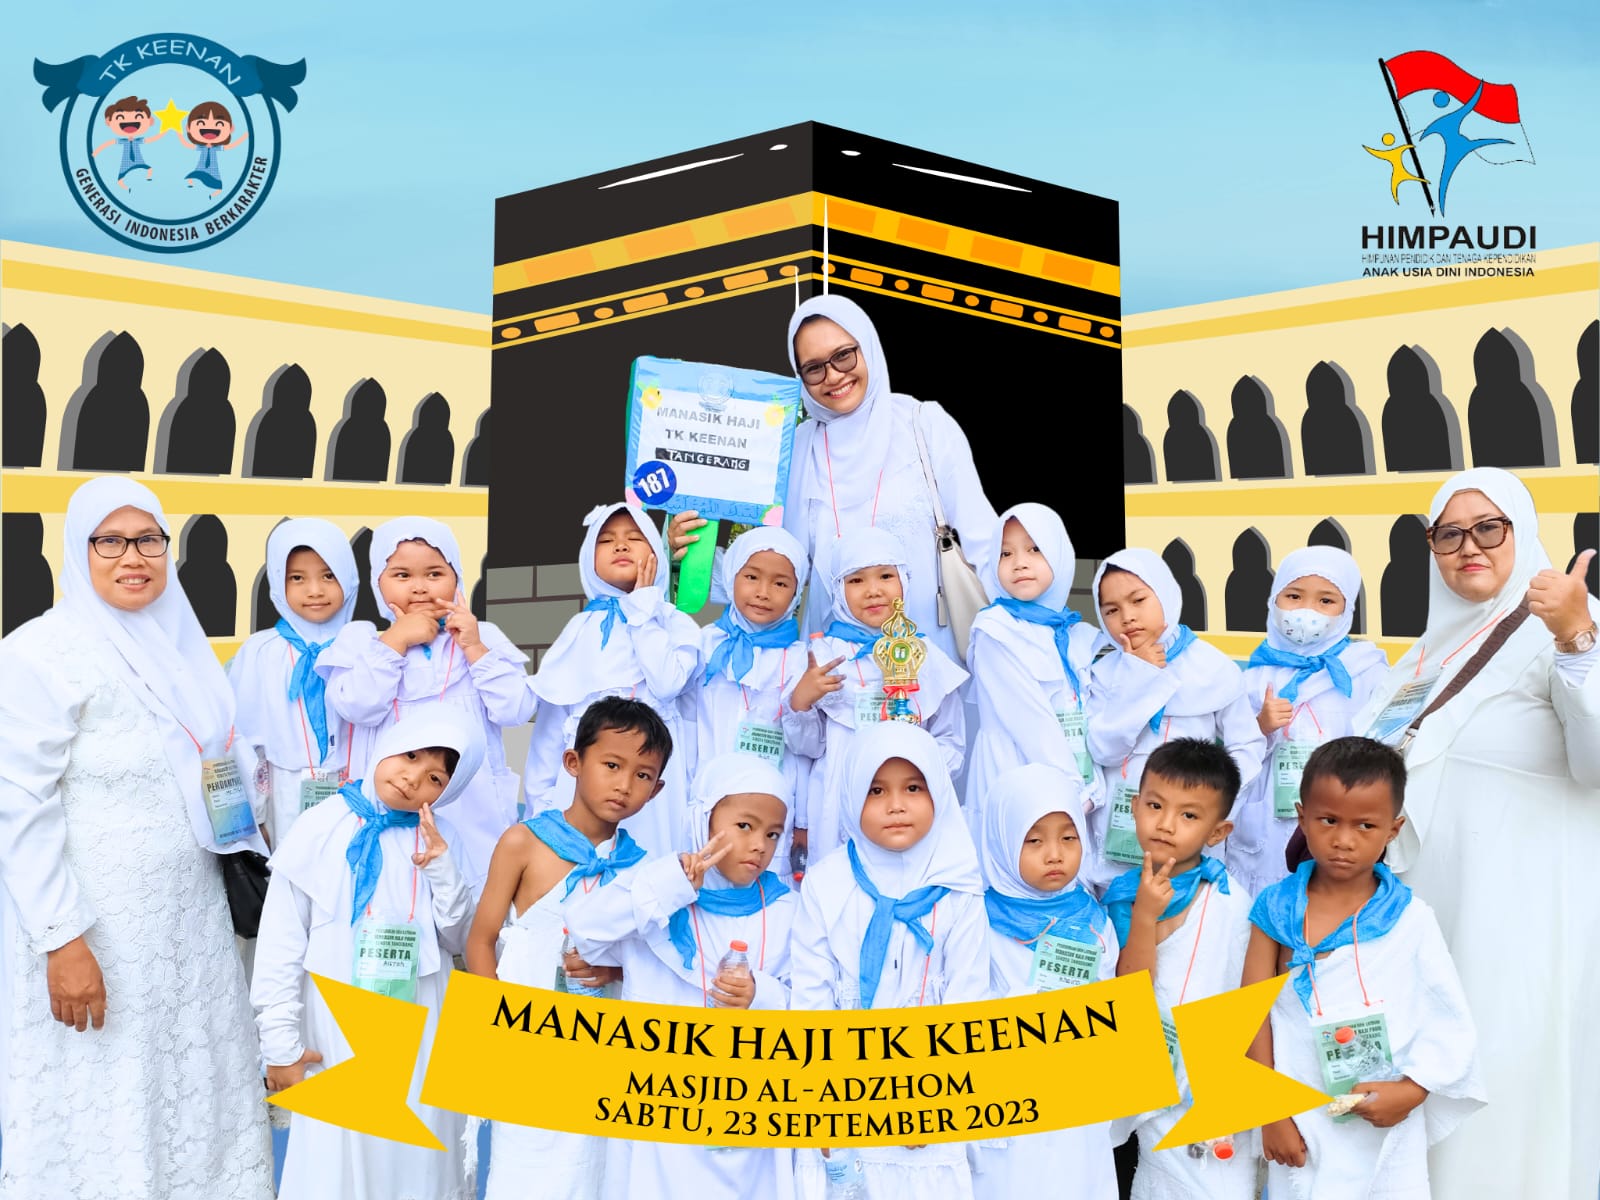 TK KEENAN
GENERASI INDONESIA BERKARAKTER
HIMPAUDI
HIMPUNAN PENDIDIK DAN TENAGA KEPENDIDIKAN
ANAK USIA DINI INDONESIA
MANASIK HAJI
TK KEENAN
TANGERANG
187
PESERTA
PESERTA
PESERTA
PESERTA
PESERTA
MANASIK HAJI TK KEENAN
MASJID AL-ADZHOM
SABTU, 23 SEPTEMBER 2023